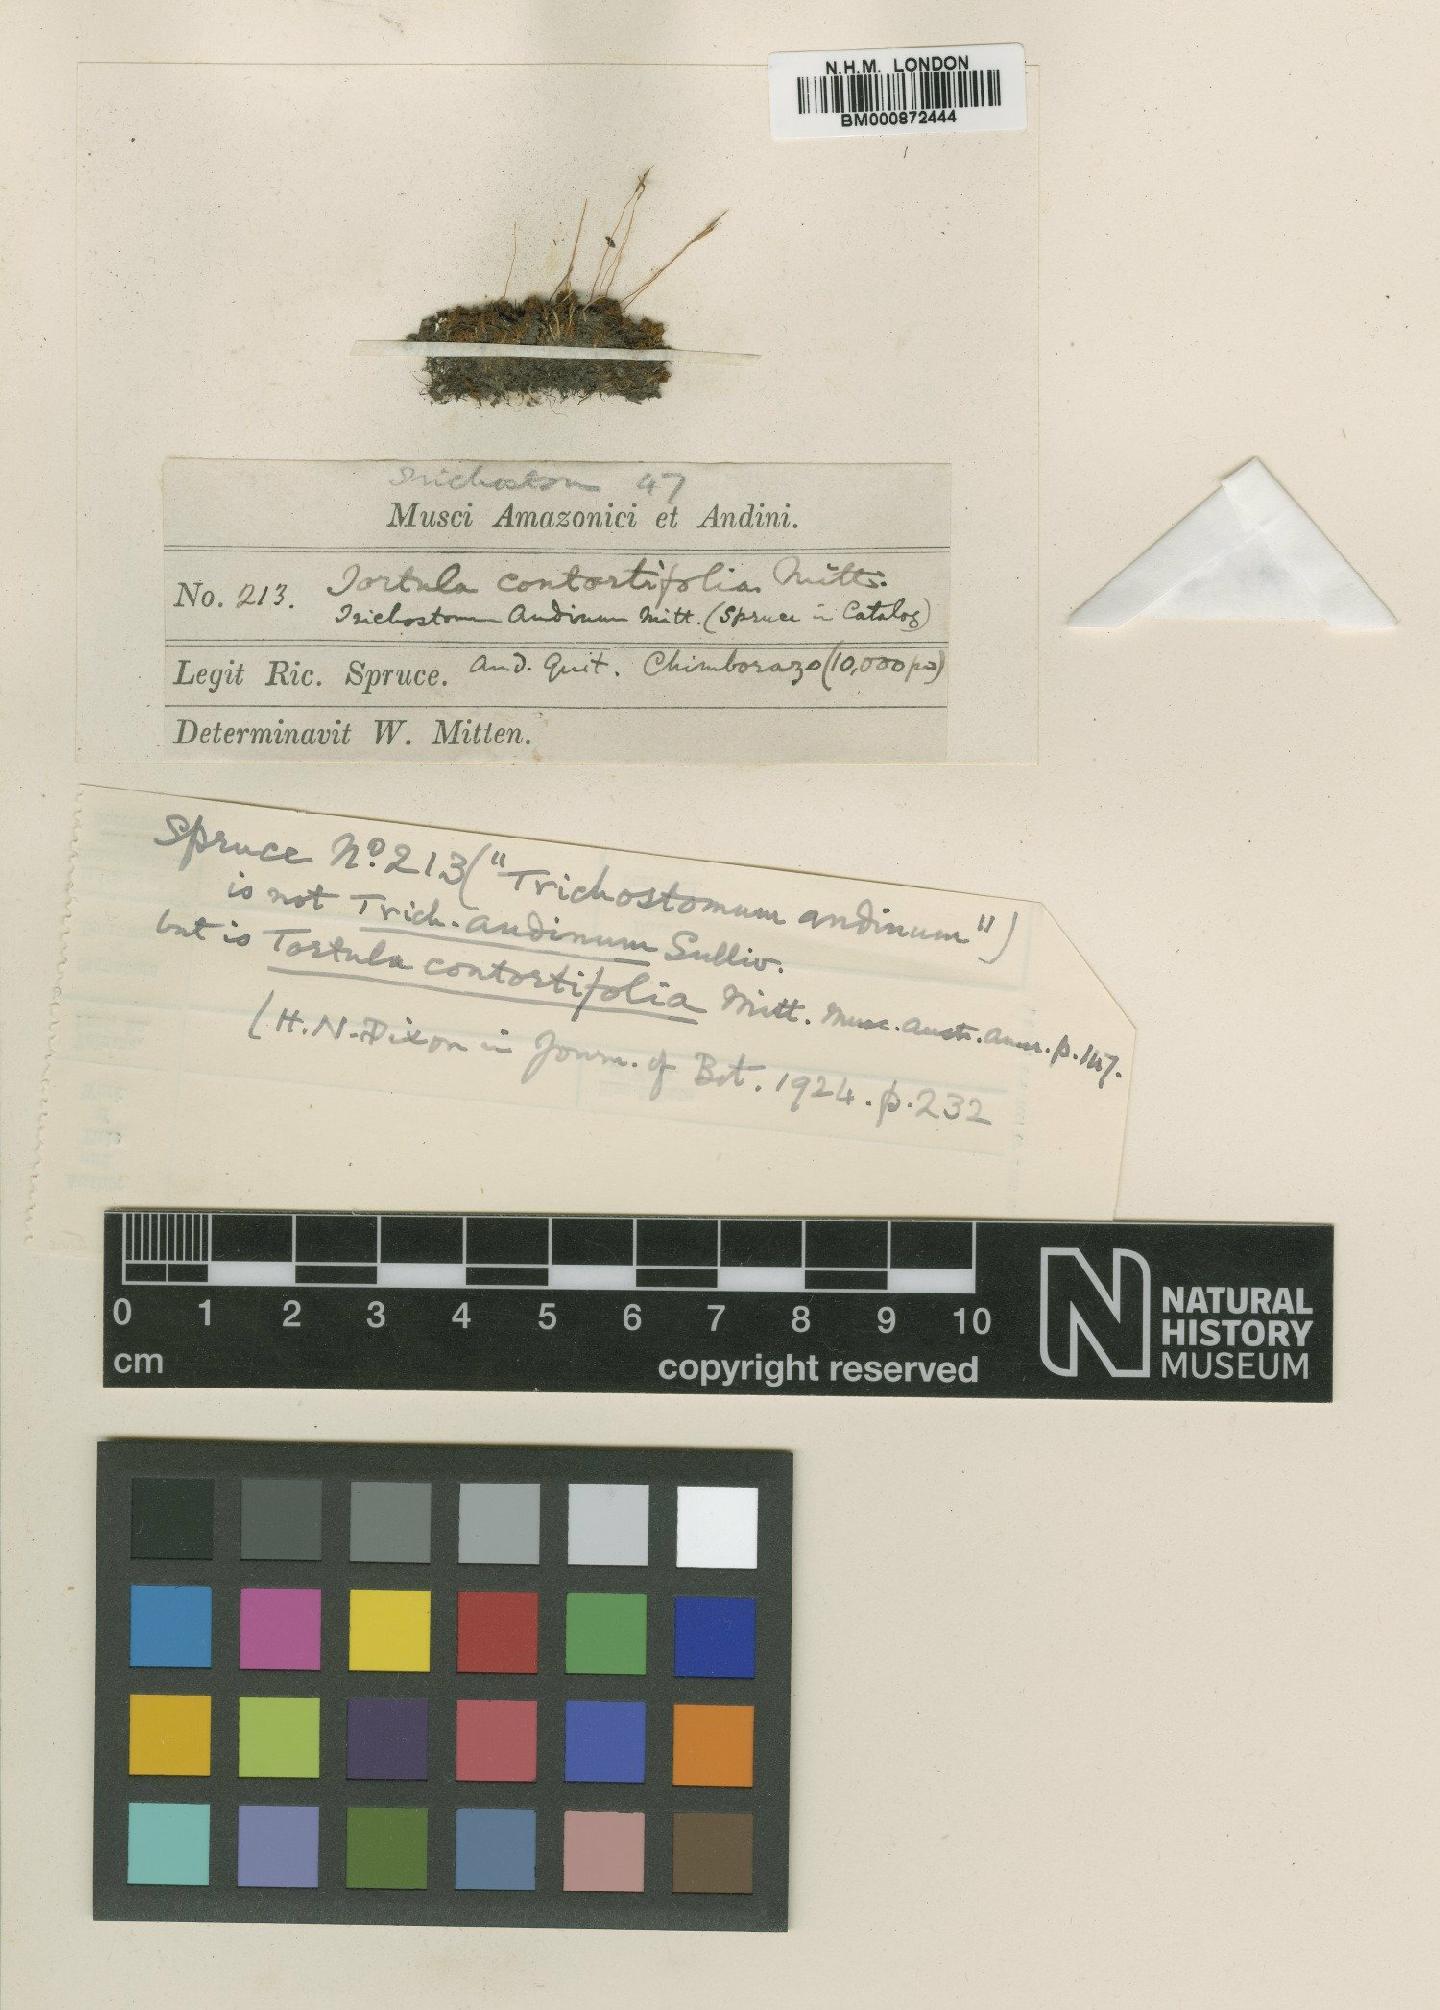 N.H.M. LONDON
BM000872444
Trichostom 47
Musci Amazonici et Andini.
No. 213. Tortula contortifolia Mitt.
Trichostomum Andinum Mitt. (Spruce in Catalog)
Legit Ric. Spruce. And. Quit. Chimborazo (10,000 p.)
Determinavit W. Mitten.
Spruce No. 213 ("Trichostomum andinum")
is not Trich. andinum Sulliv.
but is Tortula contortifolia Mitt. Musc. Austr. Amer. p. 147.
(H. N. Dixon in Journ. of Bot. 1924. p. 232
0 1 2 3 4 5 6 7 8 9 10
cm
copyright reserved
NATURAL
HISTORY
MUSEUM